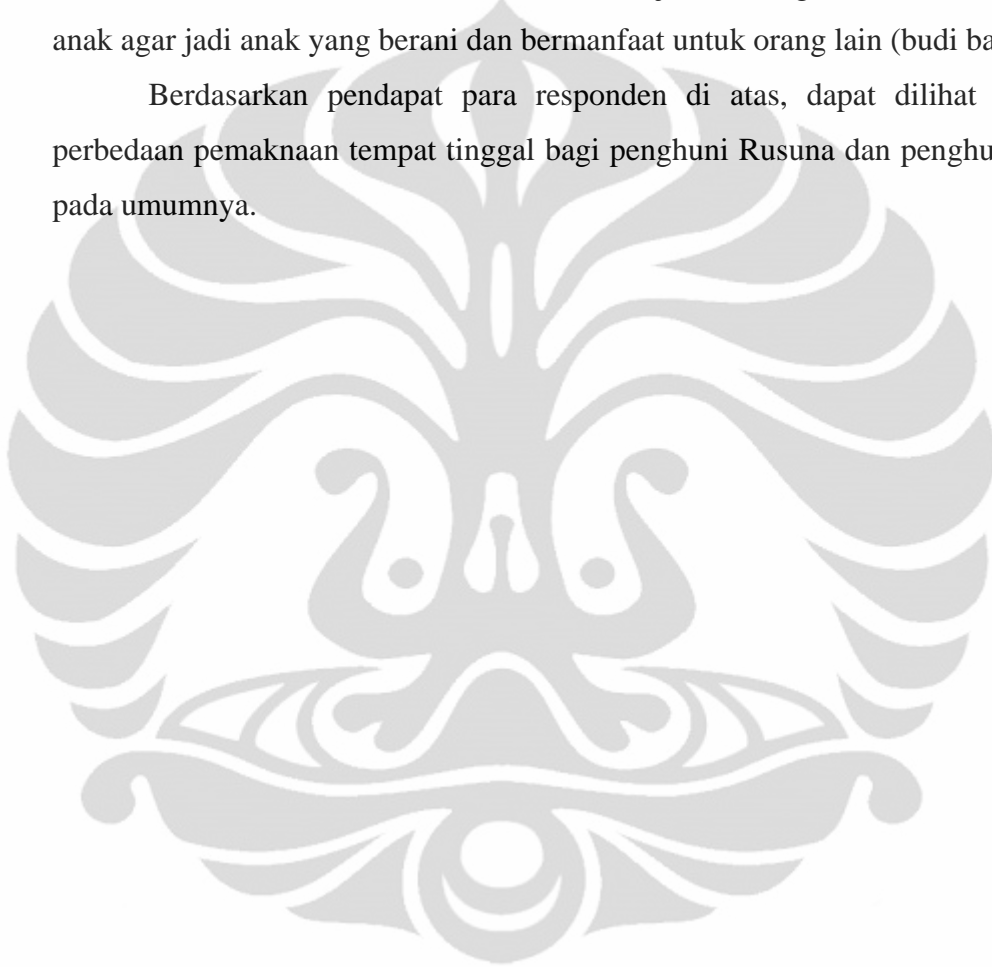 anak agar jadi anak yang berani dan bermanfaat untuk orang lain (budi ba
Berdasarkan pendapat para responden di atas, dapat dilihat
perbedaan pemaknaan tempat tinggal bagi penghuni Rusuna dan penghu
pada umumnya.